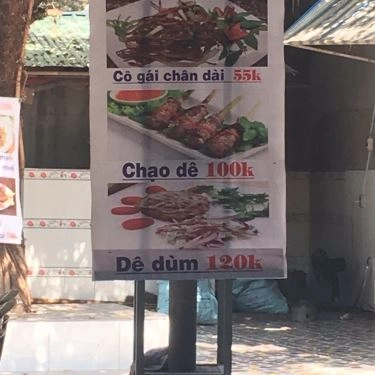 Cô gái chân dài 55k
Chạo dê 100k
Dê dùm 120k